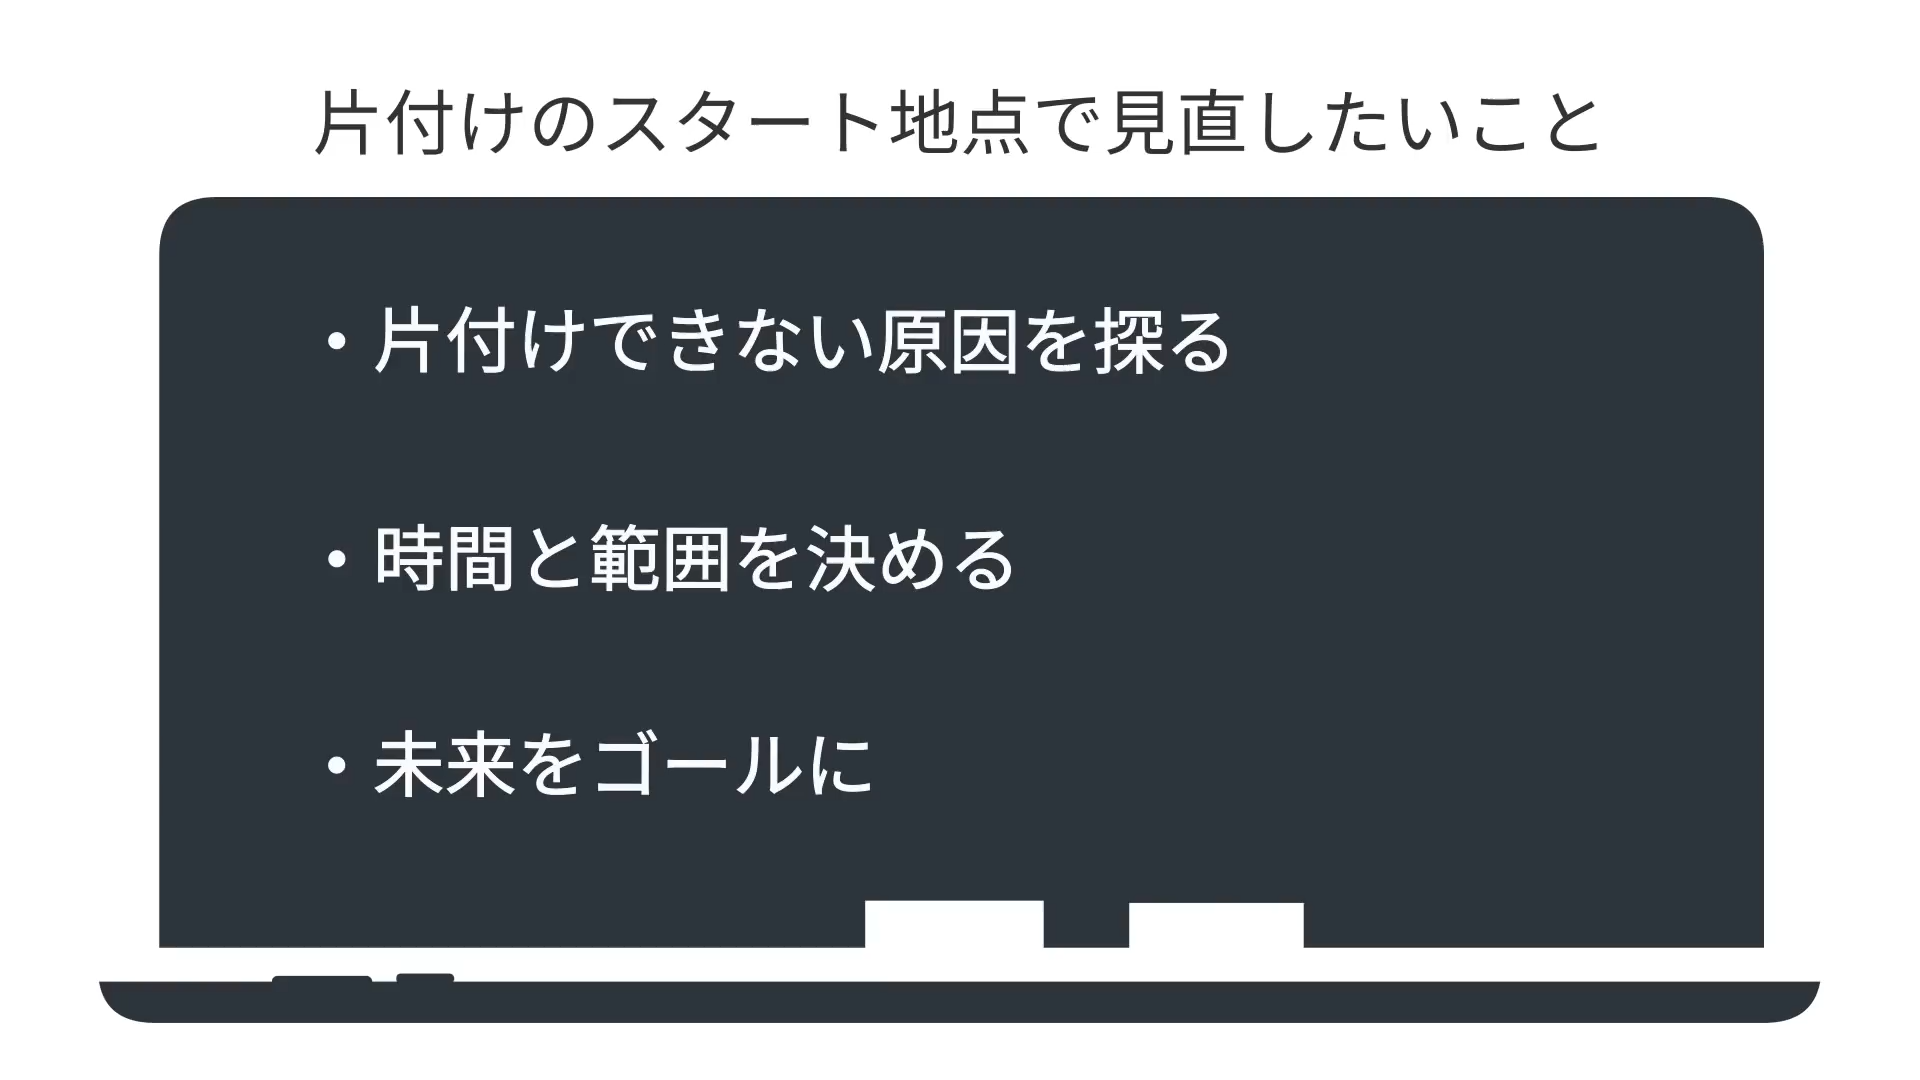 片付けのスタート地点で見直したいこと
・片付けできない原因を探る
・時間と範囲を決める
・未来をゴールに